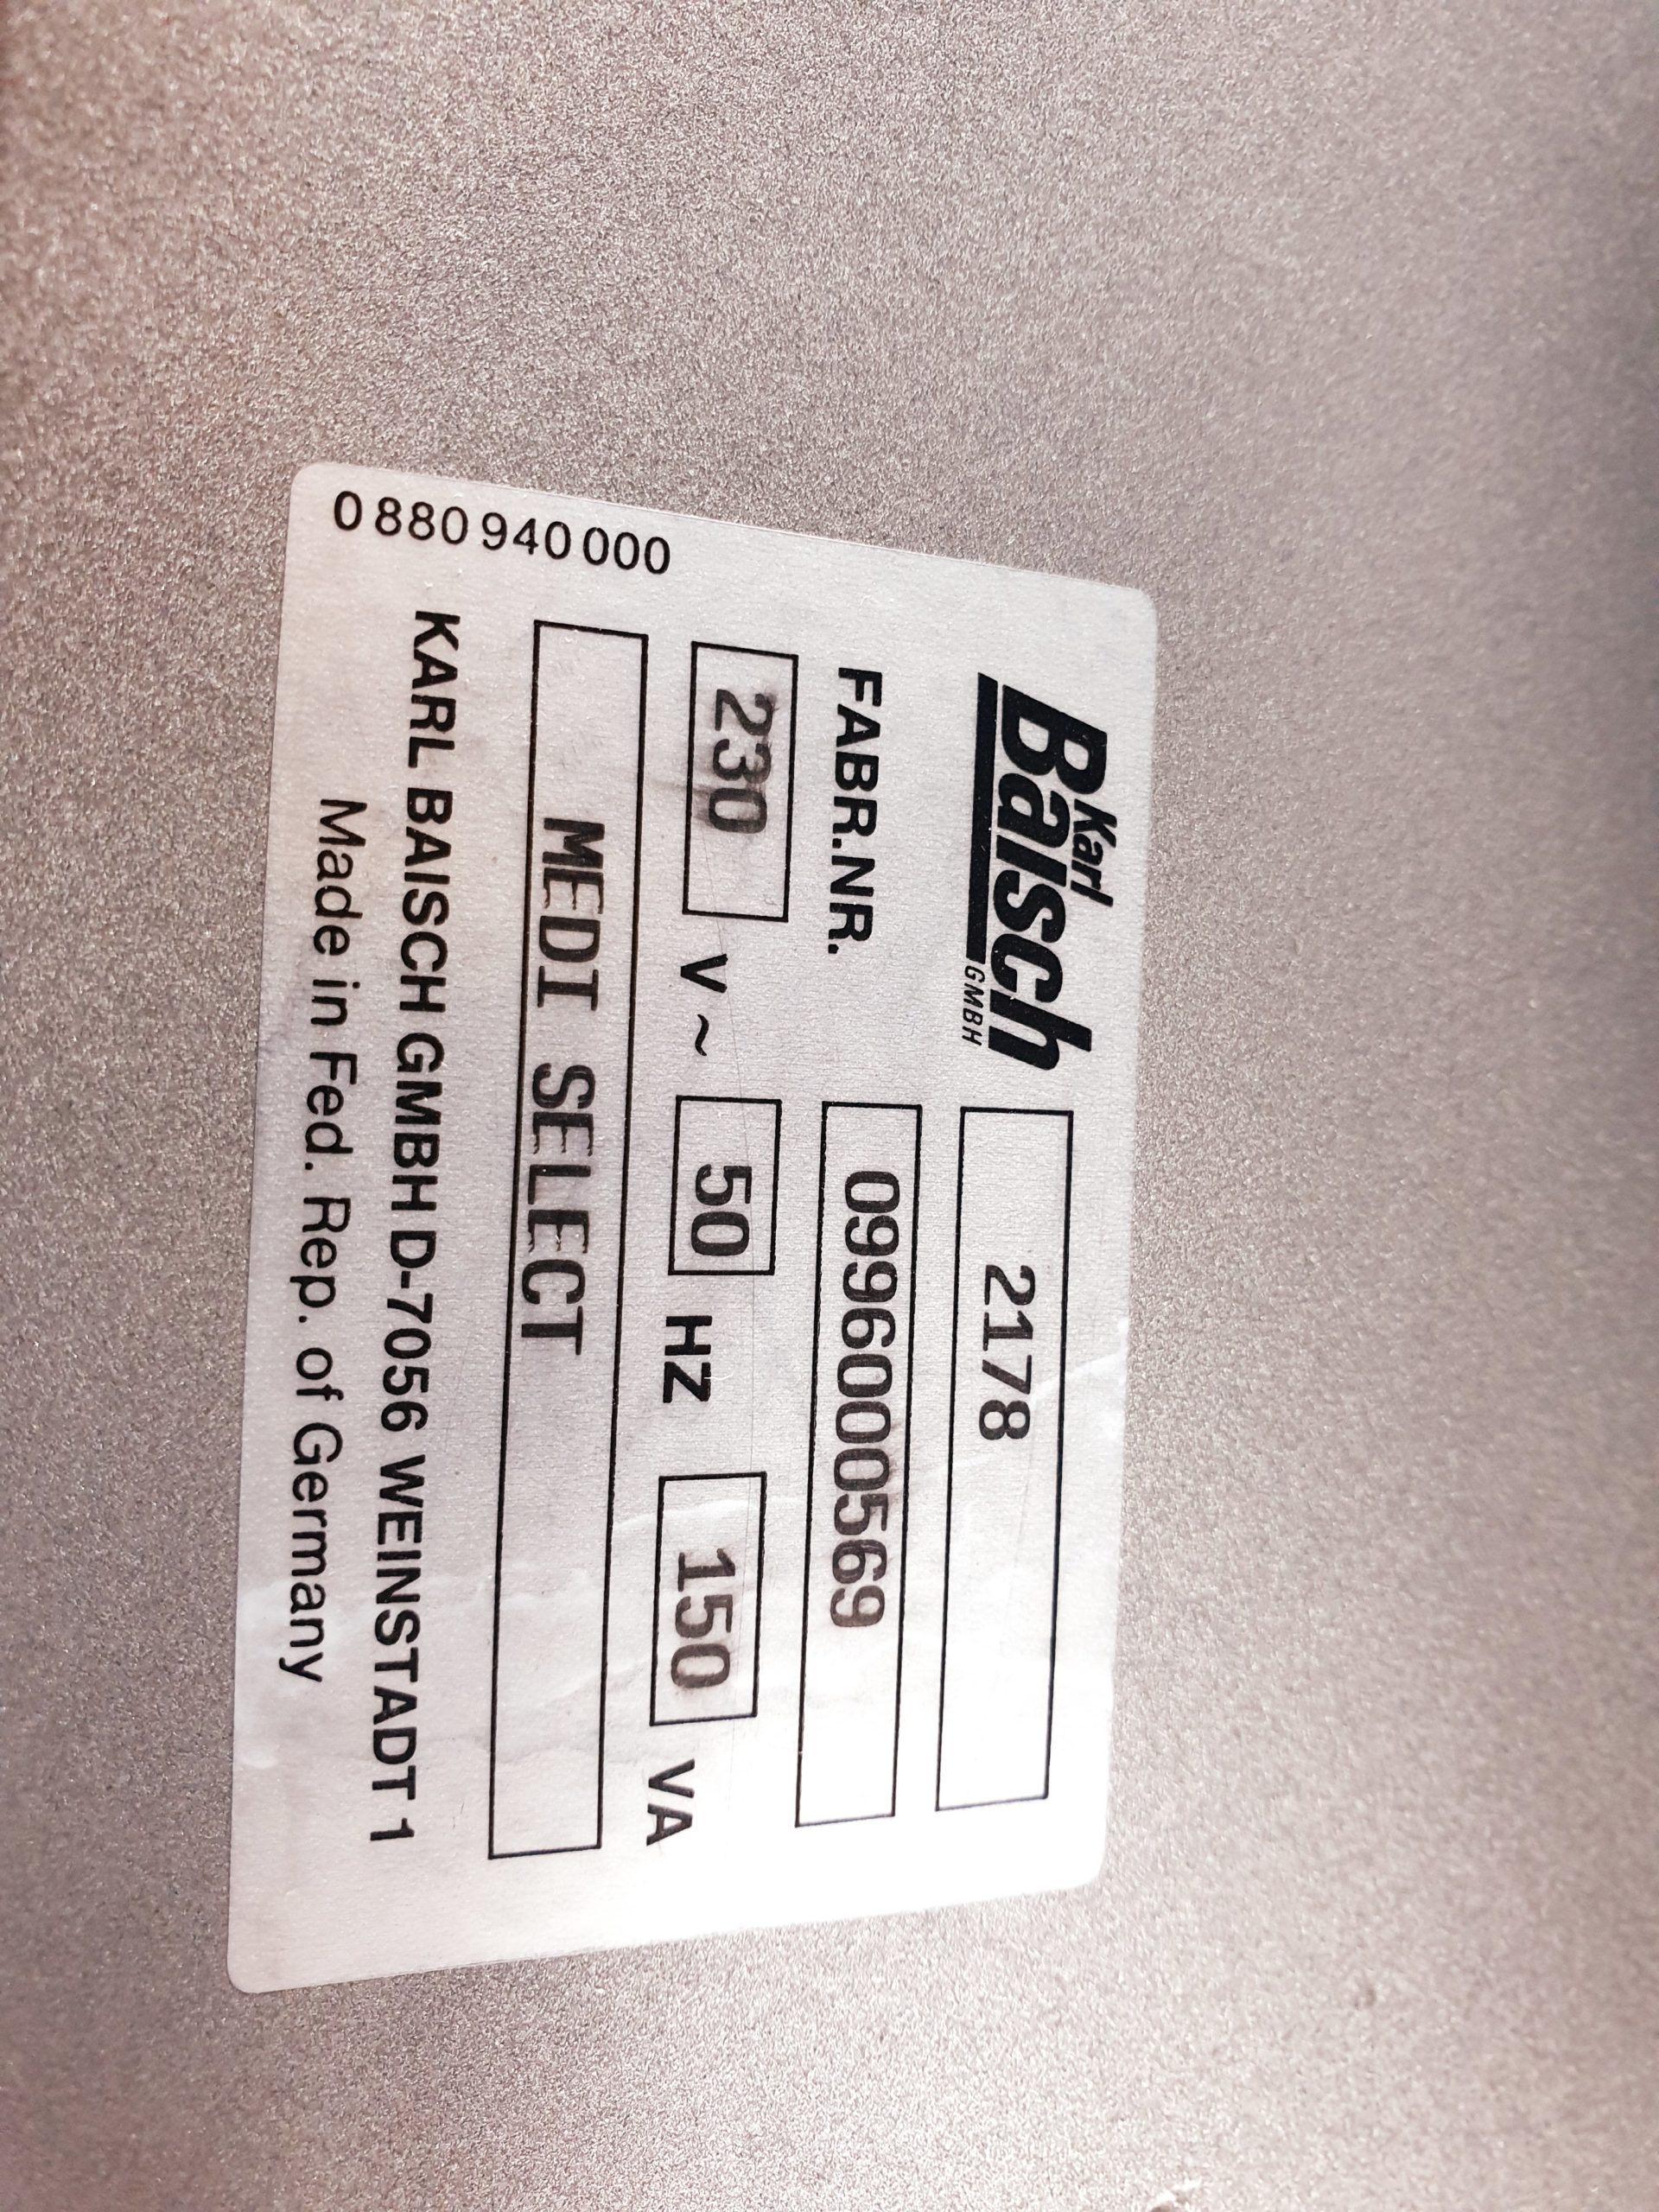 Karl
Baisch
GMBH
2178
FABR.NR. 0996000569
230 V ~ 50 HZ 150 VA
MEDI SELECT
KARL BAISCH GMBH D-7056 WEINSTADT 1
Made in Fed. Rep. of Germany
0 880 940 000